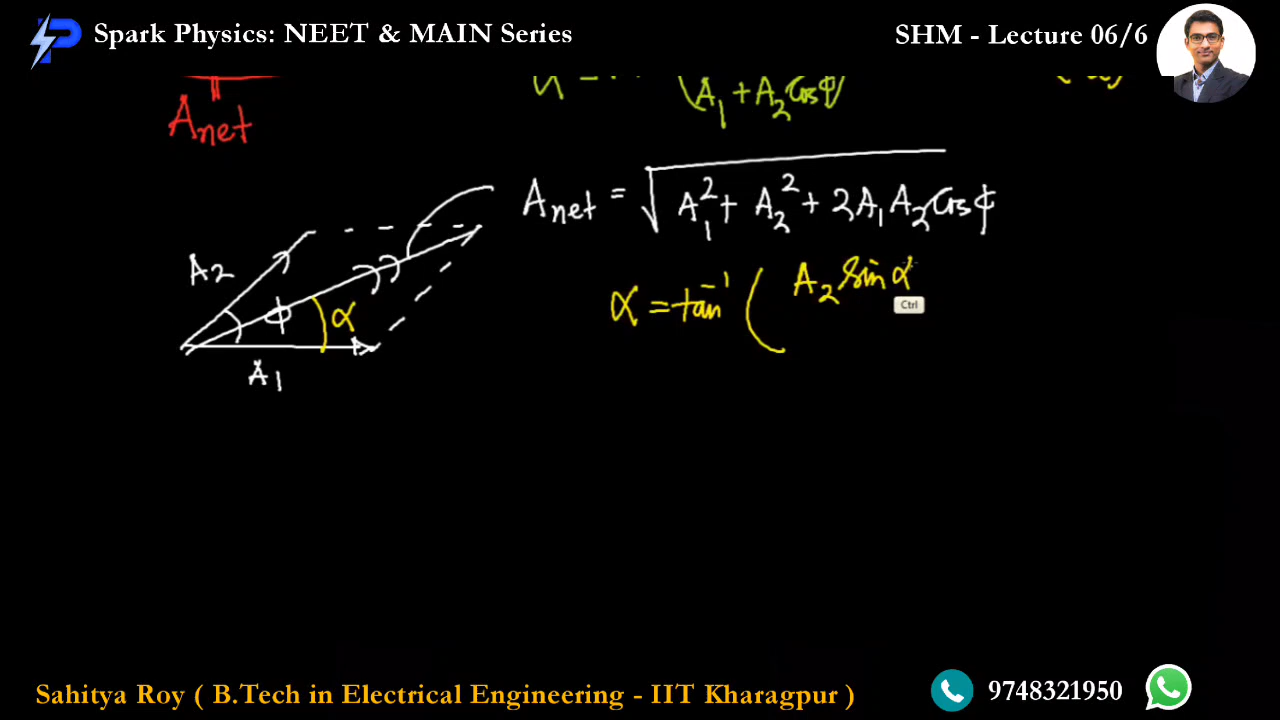 Spark Physics: NEET & MAIN Series
SHM - Lecture 06/6
A₁ + A₂ Cos φ
Anet
Anet = √(A₁² + A₂² + 2A₁A₂ Cos φ)
A₂
φ
α
A₁
α = tan⁻¹ ( A₂ sin α
Ctrl
Sahitya Roy ( B.Tech in Electrical Engineering - IIT Kharagpur )
9748321950